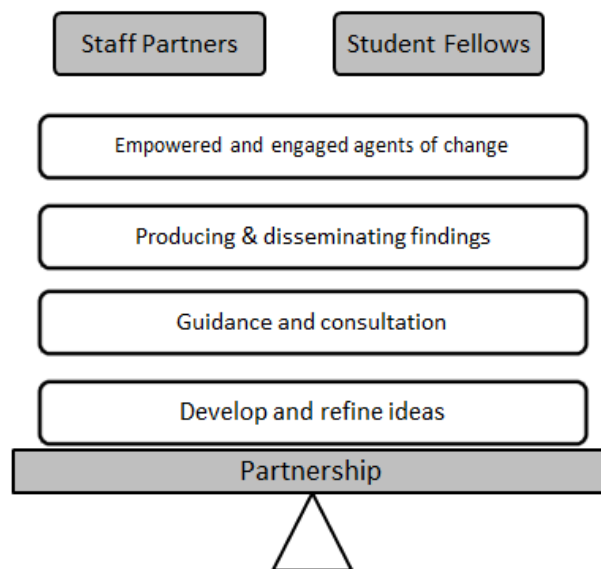 Staff Partners
Student Fellows
Empowered and engaged agents of change
Producing & disseminating findings
Guidance and consultation
Develop and refine ideas
Partnership